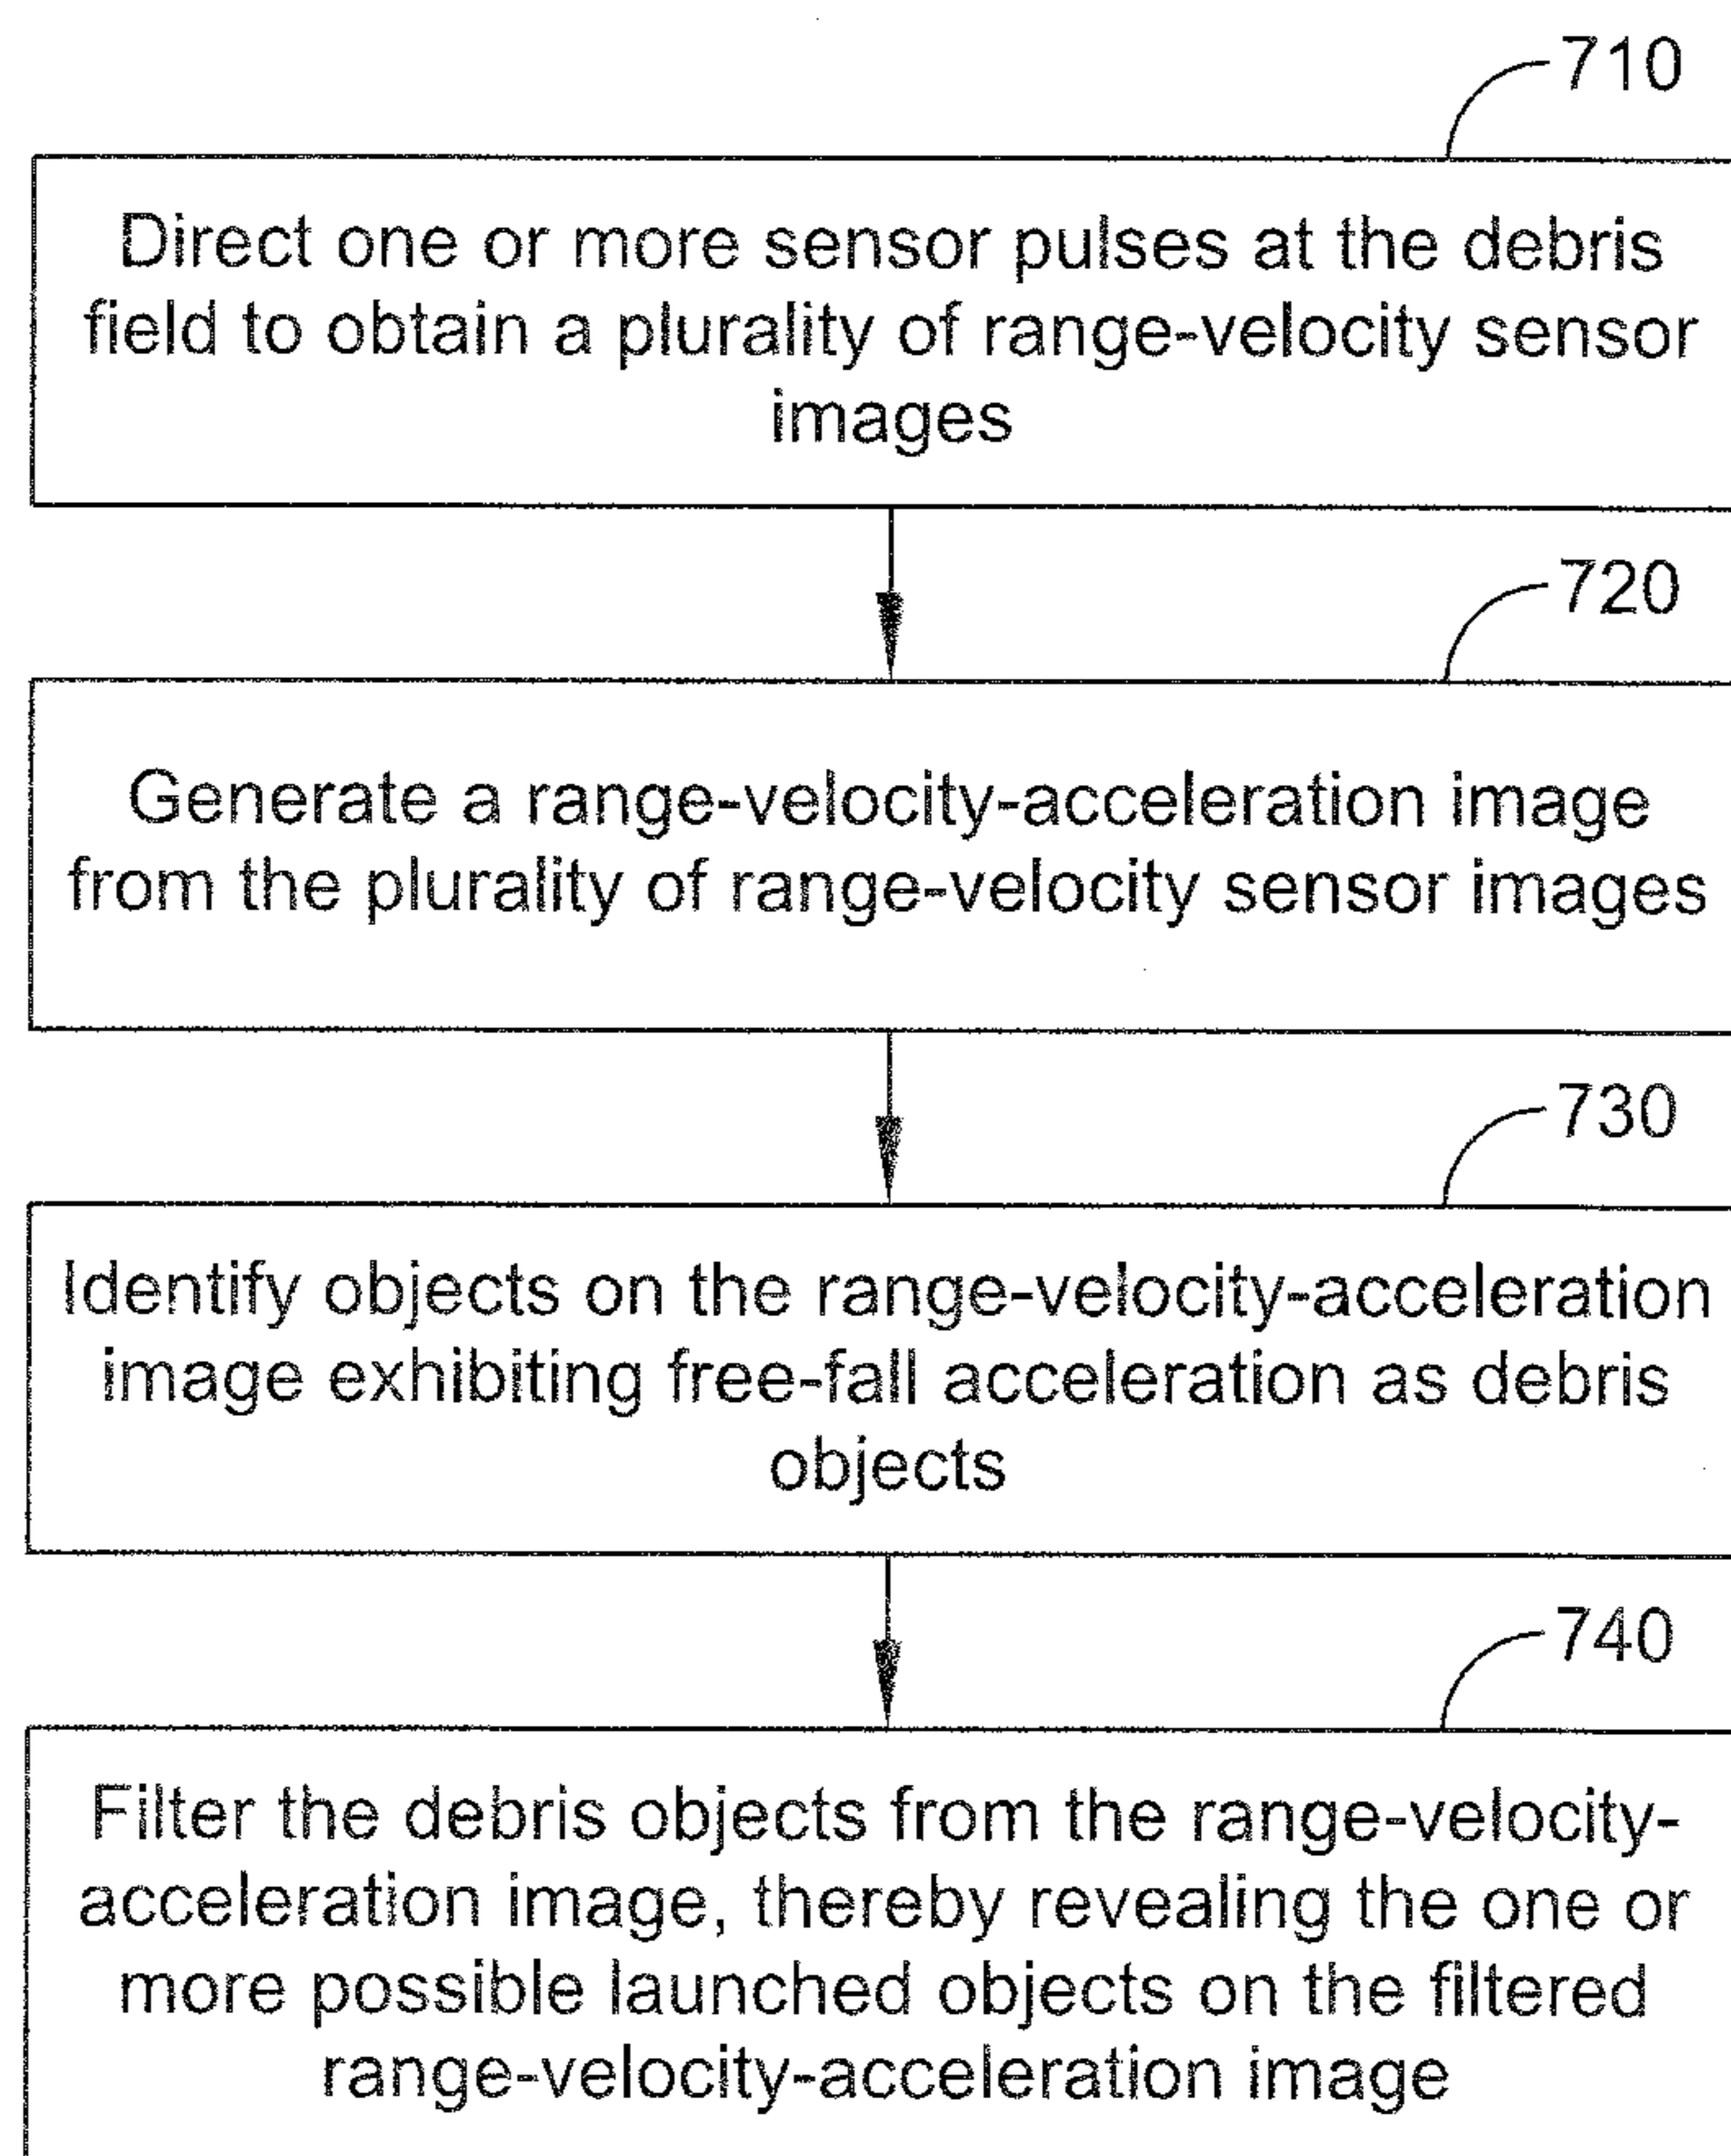 710
Direct one or more sensor pulses at the debris
field to obtain a plurality of range-velocity sensor
images
720
Generate a range-velocity-acceleration image
from the plurality of range-velocity sensor images
730
Identify objects on the range-velocity-acceleration
image exhibiting free-fall acceleration as debris
objects
740
Filter the debris objects from the range-velocity-
acceleration image, thereby revealing the one or
more possible launched objects on the filtered
range-velocity-acceleration image